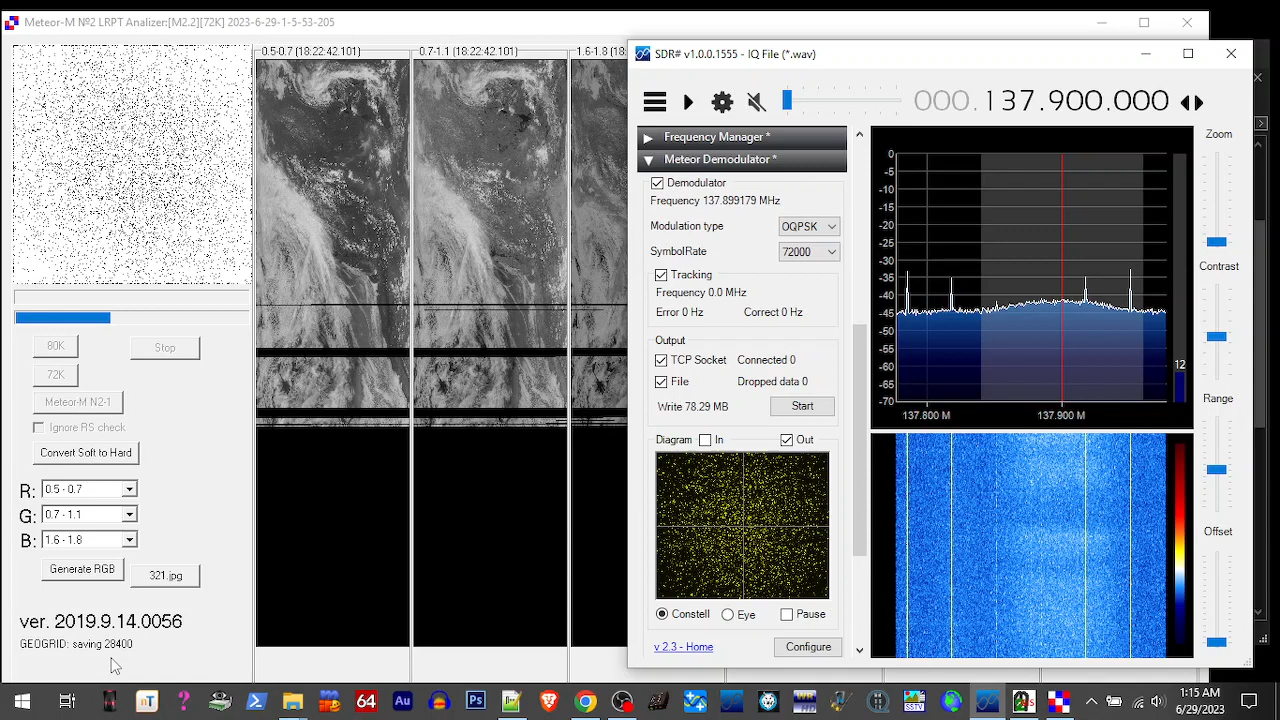 Meteor-M №2 LRPT Analizer:[M2.2][72K] 2023-6-29-1-5-53-205
0.5-0.7 (18:22:42.101)
0.7-1.1 (18:22:42.101)
1.6-1.8 (18:
80K
Stop
72K
Meteor-M N2-1
Ignore RS check
Convert Soft to Hard
R: 0.5 - 0.7
G: 0.7 - 1.1
B: 1.6 - 1.8
Generate RGB
321.jpg
ver. 2019.9.14.0056
GEOGRID: saving 28400
SDR# v1.0.0.1555 - IQ File (*.wav)
000.137.900.000
Frequency Manager *
Meteor Demodulator *
Demodulator
Frequency 137.899179 MHz
Modulation type OQPSK
SymbolRate 72000
Tracking
Frequency 0.0 MHz
Error 0 Hz Correct 0 Hz
Output
TCP Socket Connected 0
File Dropped data 0
Write 78.29 MB Start
Diagram In Out
Constell Eye Pause
v 2.3 - Home Configure
0
-5
-10
-15
-20
-25
-30
-35
-40
-45
-50
-55
-60
-65
-70
12
137.800 M 137.900 M
Zoom
Contrast
Range
Offset
nT
64
Au
Ps
WB
HD
SSTV
1:15 AM
6/29/2023